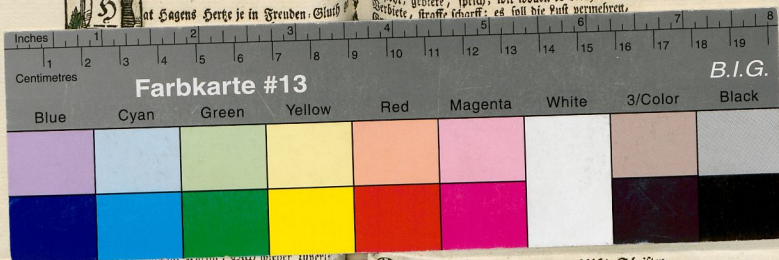 at Hagens Hertze je in Freuden-Gluth
Verbiete, straffe scharff; es soll die Lust vermehren,
Inches 1 2 3 4 5 6 7 8
Centimetres 1 2 3 4 5 6 7 8 9 10 11 12 13 14 15 16 17 18 19
Farbkarte #13
B.I.G.
Blue Cyan Green Yellow Red Magenta White 3/Color Black